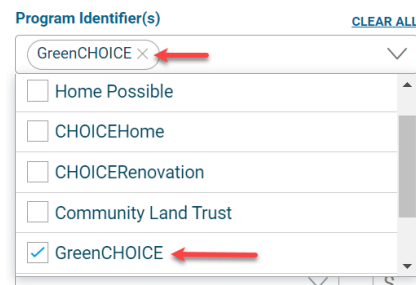 Program Identifier(s) CLEAR ALL
GreenCHOICE
Home Possible
CHOICEHome
CHOICERenovation
Community Land Trust
GreenCHOICE